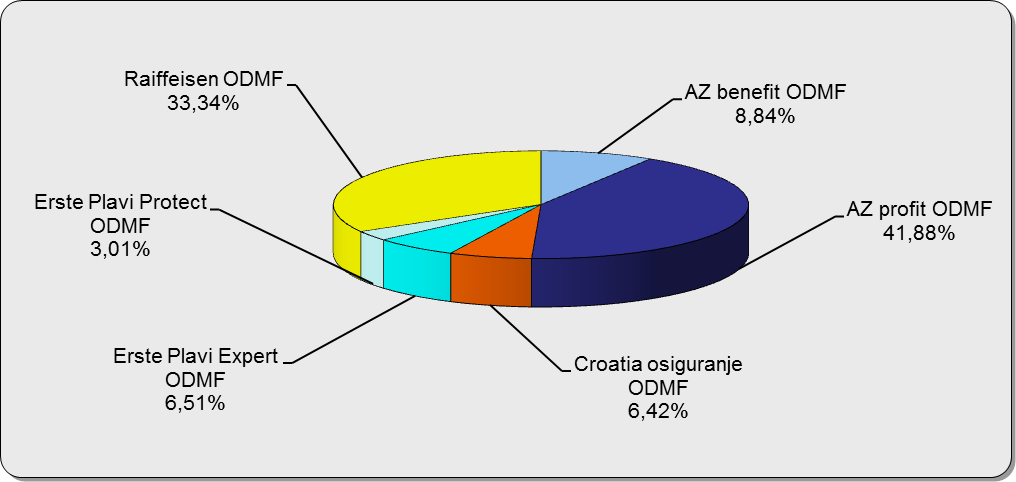 Raiffeisen ODMF
33,34%
AZ benefit ODMF
8,84%
Erste Plavi Protect
ODMF
3,01%
AZ profit ODMF
41,88%
Erste Plavi Expert
ODMF
6,51%
Croatia osiguranje
ODMF
6,42%